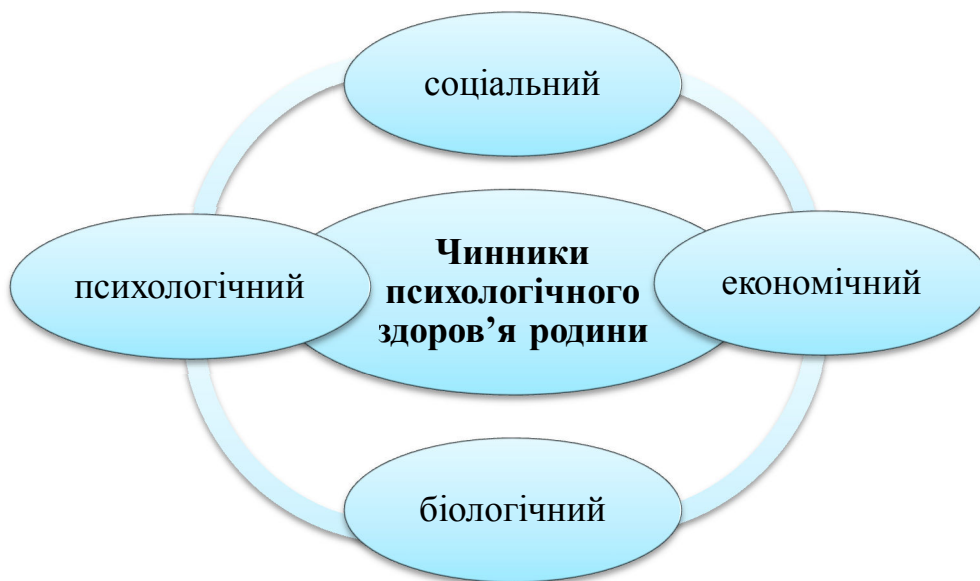 соціальний
психологічний
Чинники
психологічного
здоров’я родини
економічний
біологічний